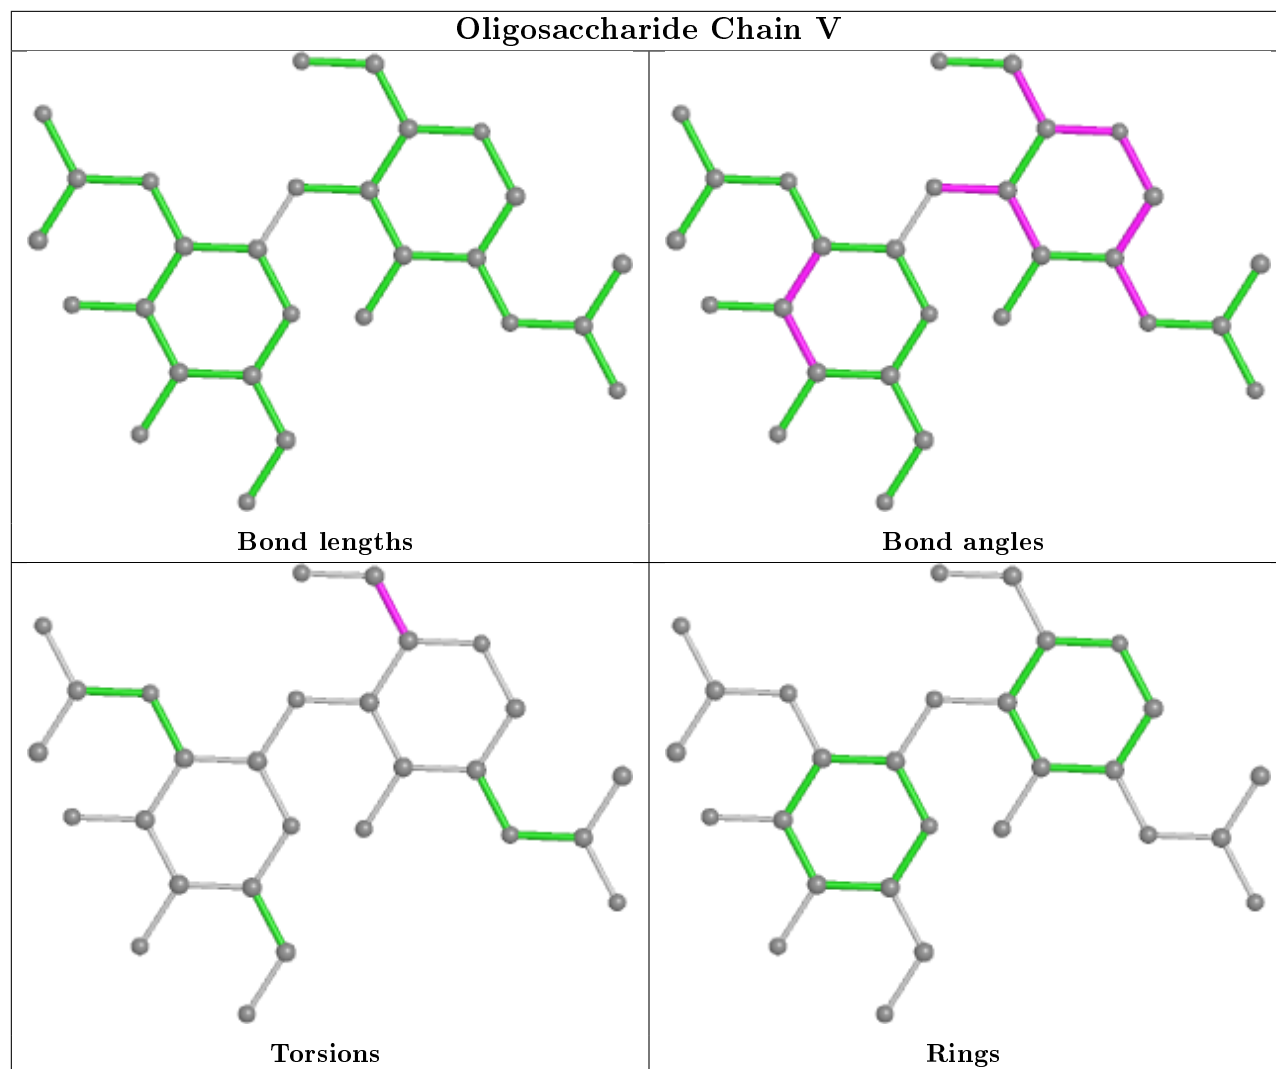 Oligosaccharide Chain V
Bond lengths
Bond angles
Torsions
Rings